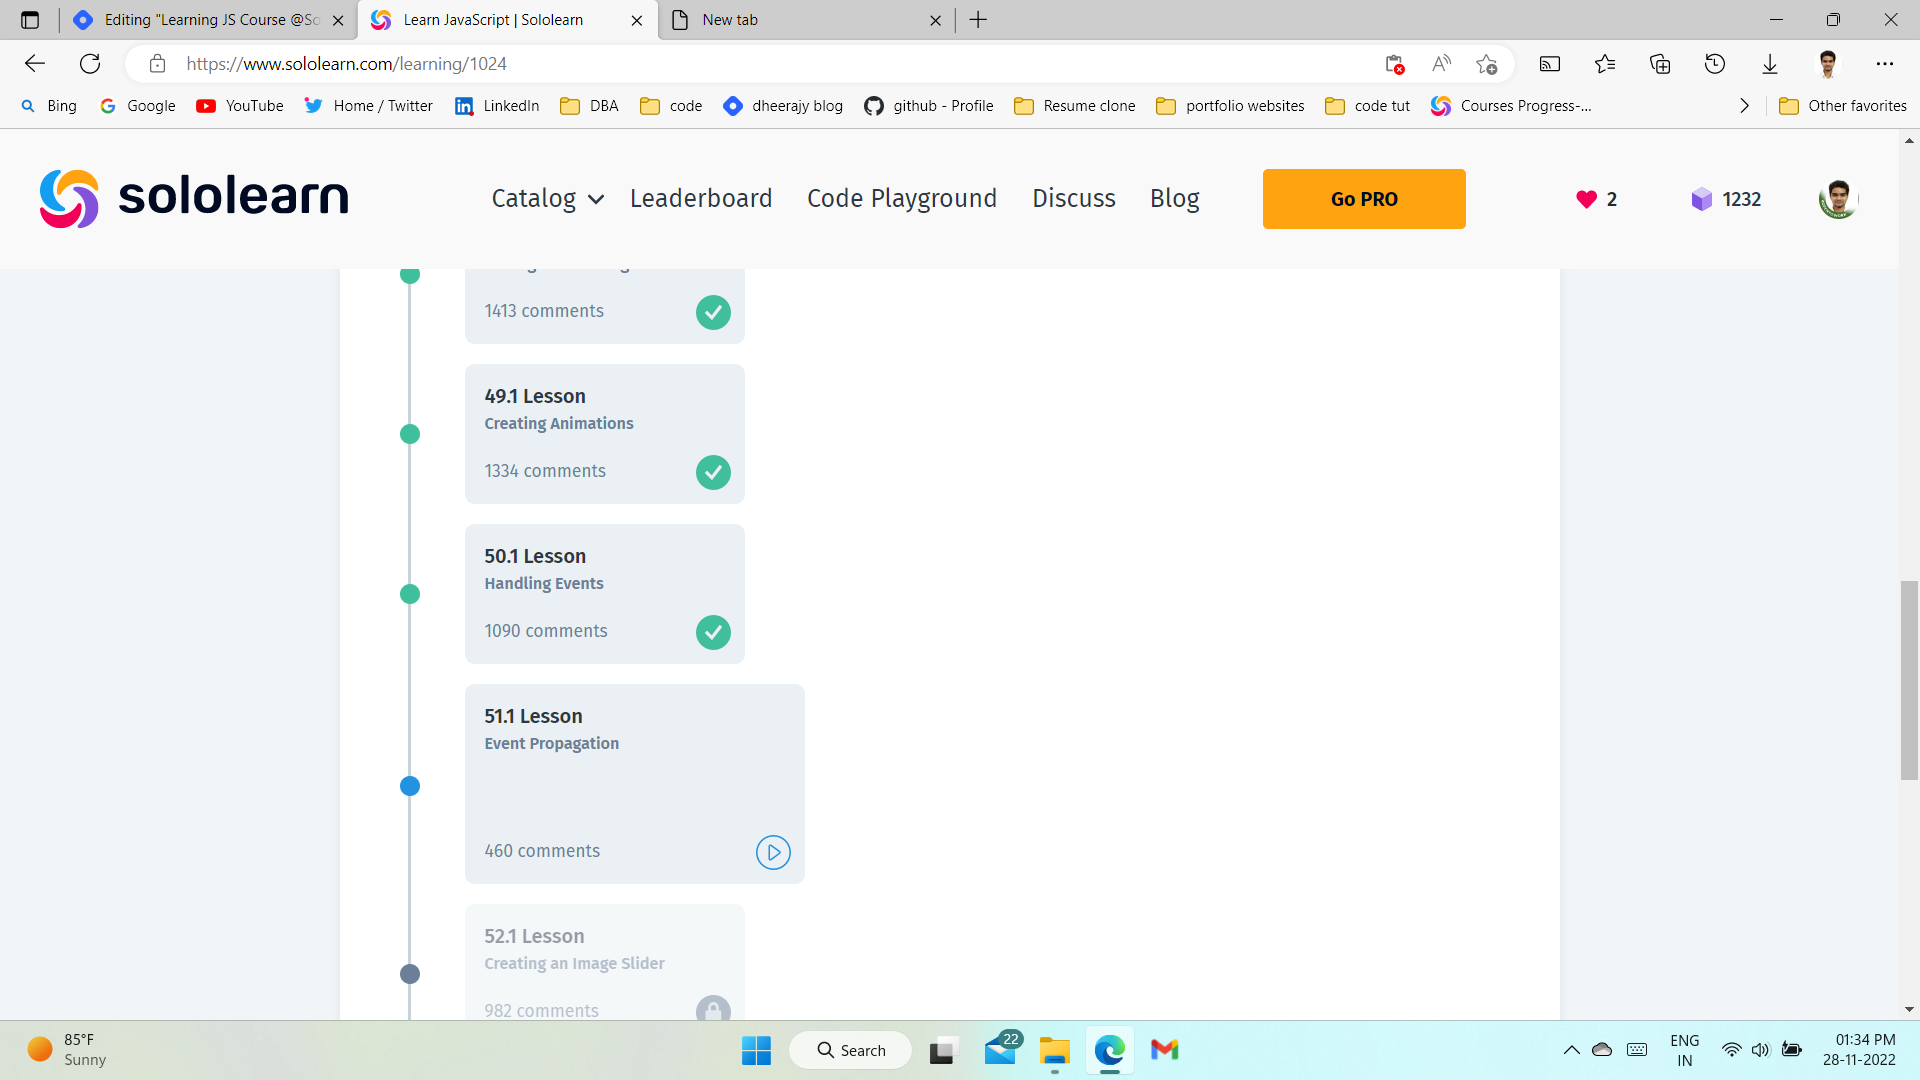 Editing "Learning JS Course @So
Learn JavaScript | Sololearn
New tab
https://www.sololearn.com/learning/1024
Bing
Google
YouTube
Home / Twitter
LinkedIn
DBA
code
dheerajy blog
github - Profile
Resume clone
portfolio websites
code tut
Courses Progress-...
Other favorites
sololearn
Catalog
Leaderboard
Code Playground
Discuss
Blog
Go PRO
2
1232
1413 comments
49.1 Lesson
Creating Animations
1334 comments
50.1 Lesson
Handling Events
1090 comments
51.1 Lesson
Event Propagation
460 comments
52.1 Lesson
Creating an Image Slider
982 comments
85°F
Sunny
Search
22
ENG
IN
01:34 PM
28-11-2022